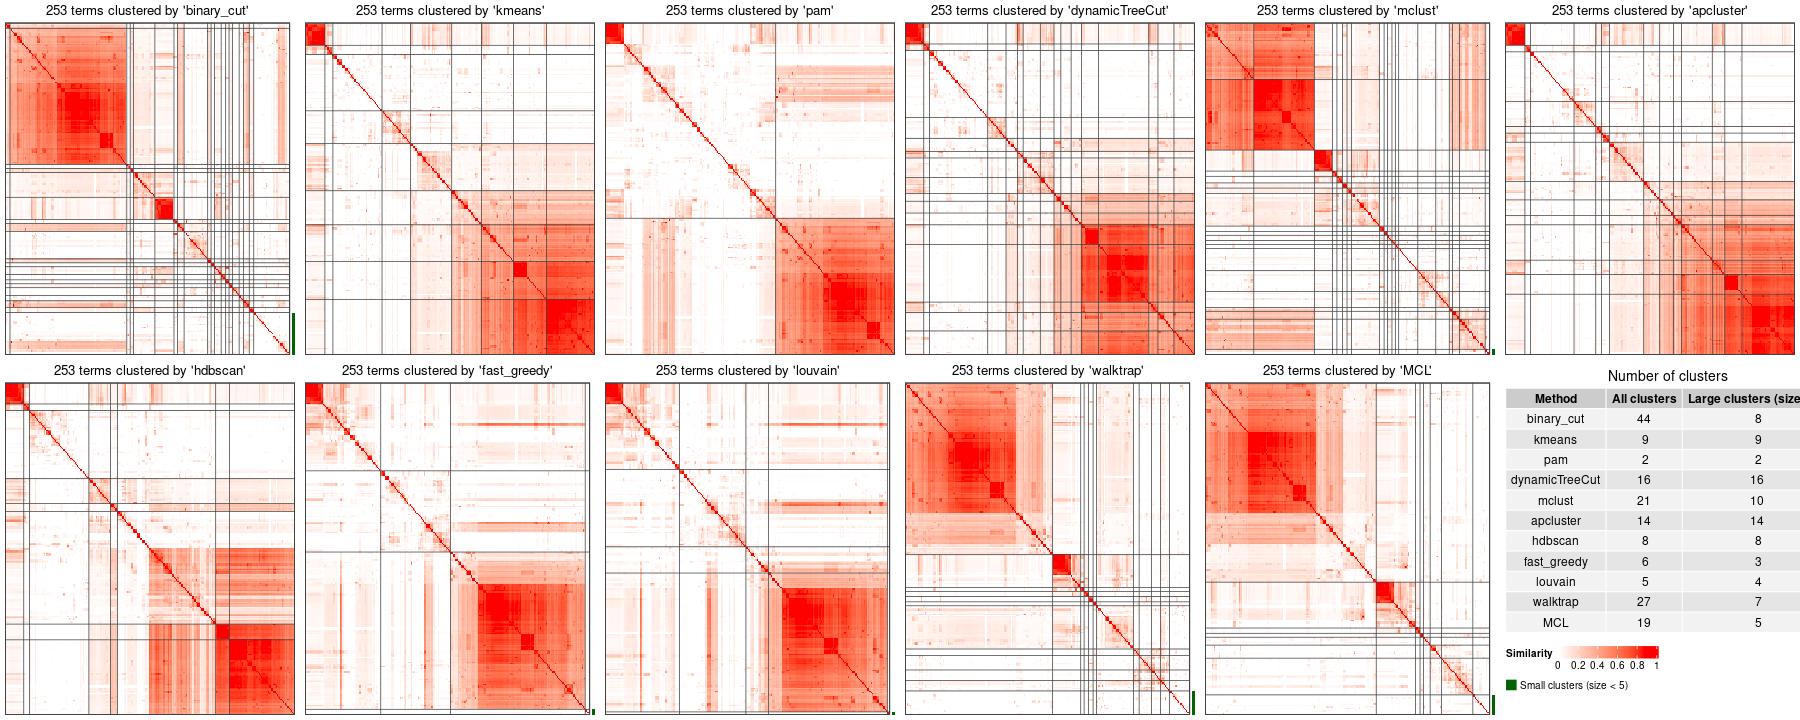 253 terms clustered by 'binary_cut'
253 terms clustered by 'kmeans'
253 terms clustered by 'pam'
253 terms clustered by 'dynamicTreeCut'
253 terms clustered by 'mclust'
253 terms clustered by 'apcluster'
253 terms clustered by 'hdbscan'
253 terms clustered by 'fast_greedy'
253 terms clustered by 'louvain'
253 terms clustered by 'walktrap'
253 terms clustered by 'MCL'
Number of clusters
Method All clusters Large clusters (size
binary_cut 44 8
kmeans 9 9
pam 2 2
dynamicTreeCut 16 16
mclust 21 10
apcluster 14 14
hdbscan 8 8
fast_greedy 6 3
louvain 5 4
walktrap 27 7
MCL 19 5
Similarity
0 0.2 0.4 0.6 0.8 1
Small clusters (size < 5)